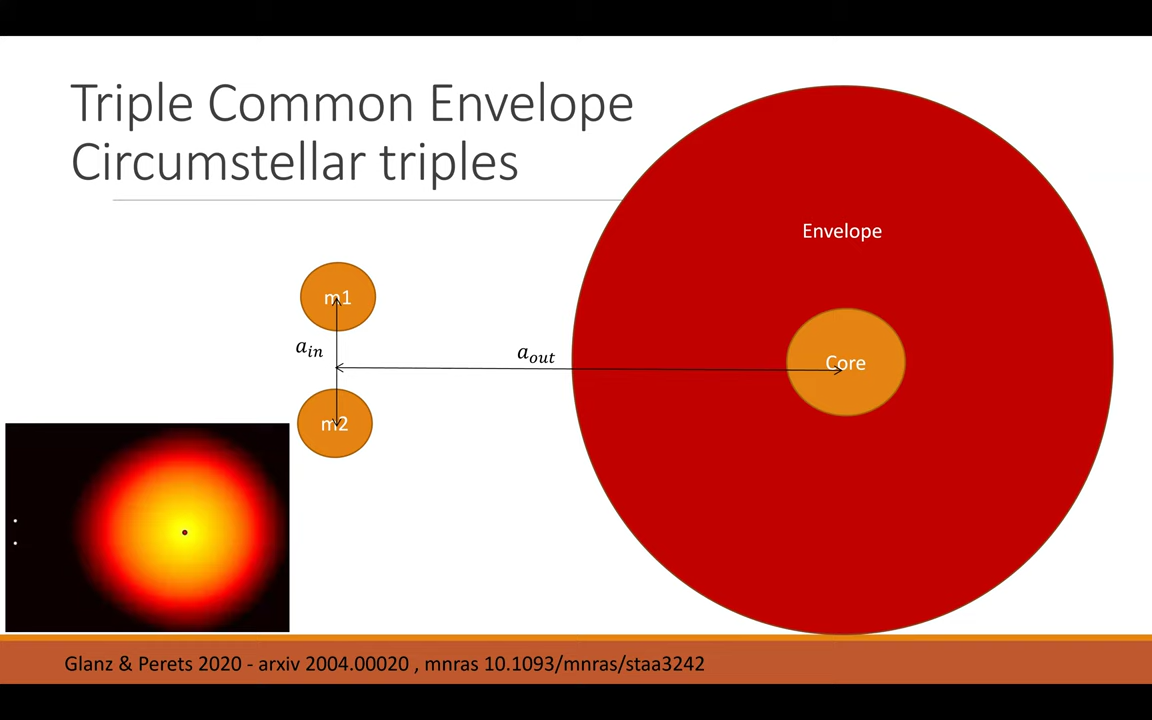 Triple Common Envelope
Circumstellar triples
Envelope
m1
a_in
a_out
Core
m2
Glanz & Perets 2020 - arxiv 2004.00020 , mnras 10.1093/mnras/staa3242